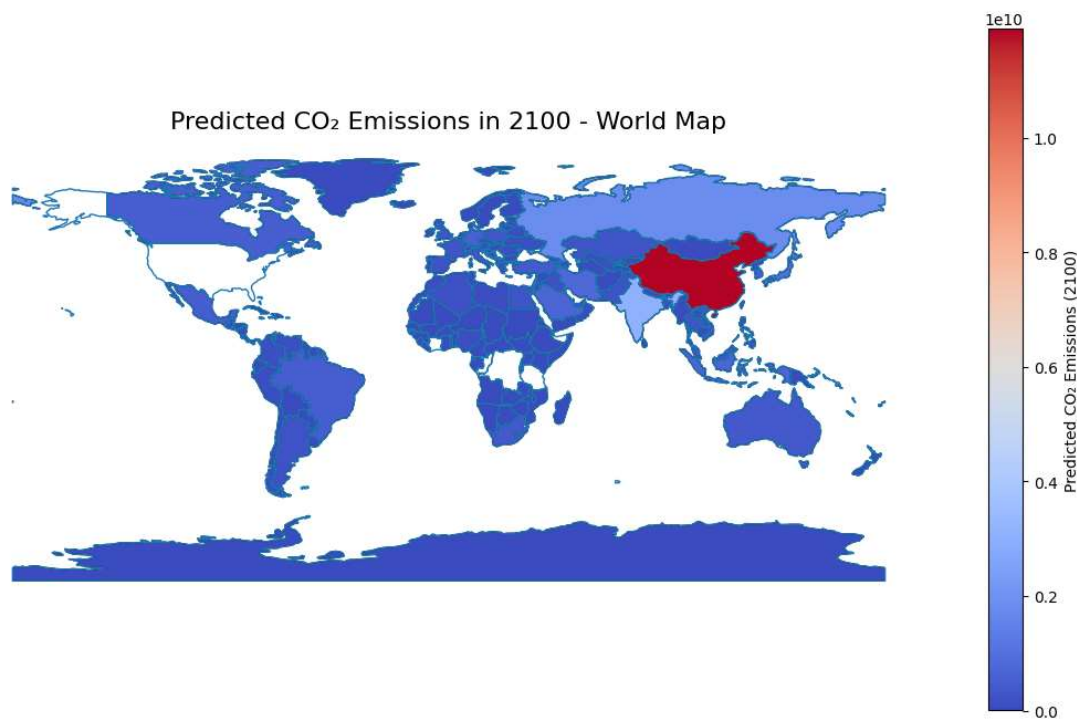 Predicted CO₂ Emissions in 2100 - World Map
1e10
1.0
0.8
0.6
0.4
0.2
0.0
Predicted CO₂ Emissions (2100)